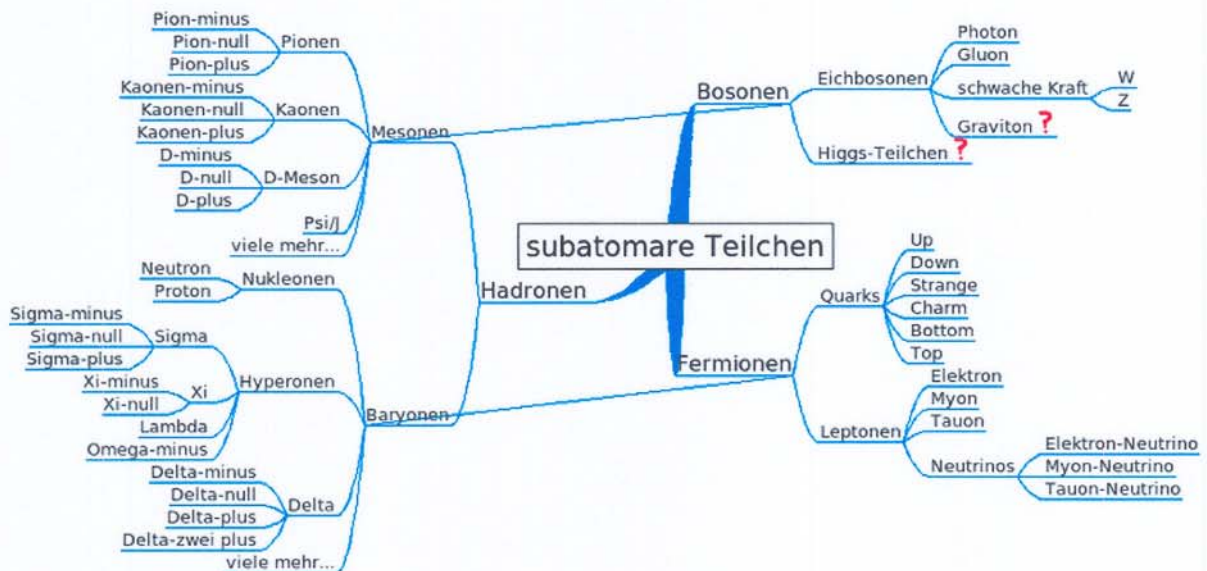 subatomare Teilchen
Bosonen
Eichbosonen
Photon
Gluon
schwache Kraft
W
Z
Graviton ?
Higgs-Teilchen ?
Fermionen
Quarks
Up
Down
Strange
Charm
Bottom
Top
Leptonen
Elektron
Myon
Tauon
Neutrinos
Elektron-Neutrino
Myon-Neutrino
Tauon-Neutrino
Hadronen
Mesonen
Pionen
Pion-minus
Pion-null
Pion-plus
Kaonen
Kaonen-minus
Kaonen-null
Kaonen-plus
D-Meson
D-minus
D-null
D-plus
Psi/J
viele mehr...
Baryonen
Nukleonen
Neutron
Proton
Hyperonen
Sigma
Sigma-minus
Sigma-null
Sigma-plus
Xi
Xi-minus
Xi-null
Lambda
Omega-minus
Delta
Delta-minus
Delta-null
Delta-plus
Delta-zwei plus
viele mehr...